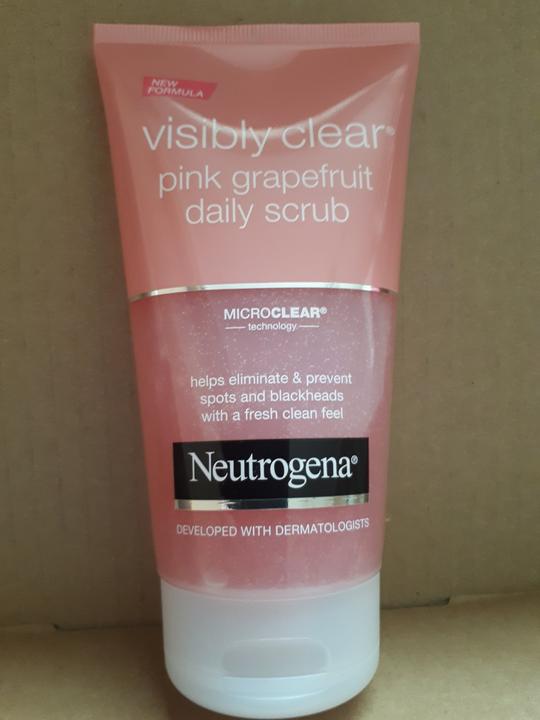 NEW
FORMULA
visibly clear®
pink grapefruit
daily scrub
MICROCLEAR®
technology
helps eliminate & prevent
spots and blackheads
with a fresh clean feel
Neutrogena®
DEVELOPED WITH DERMATOLOGISTS